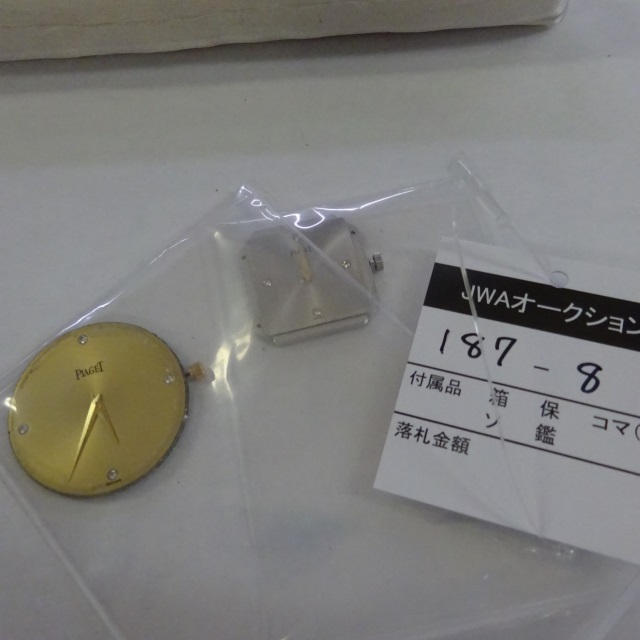 PIAGET
JWAオークション
187-8
付属品 箱 保 コマ(
ソ 鑑
落札金額